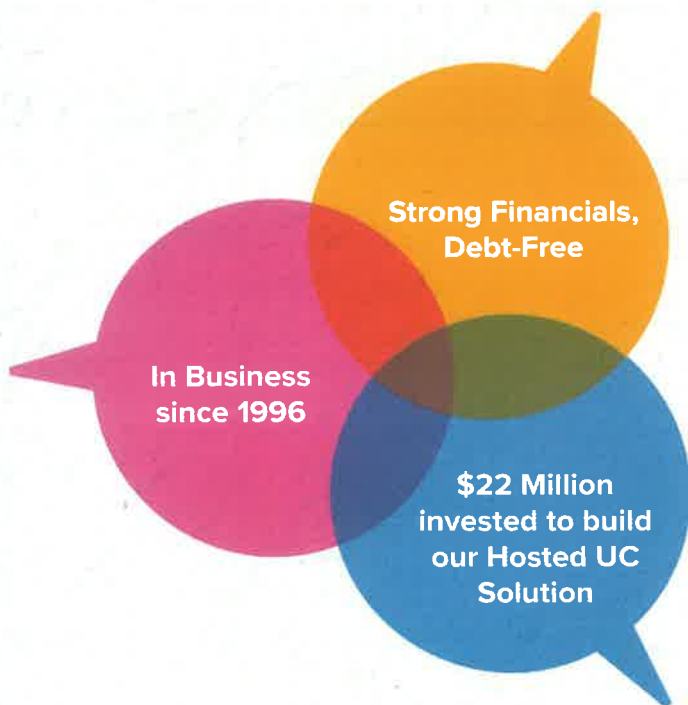 Strong Financials,
Debt-Free
In Business
since 1996
$22 Million
invested to build
our Hosted UC
Solution